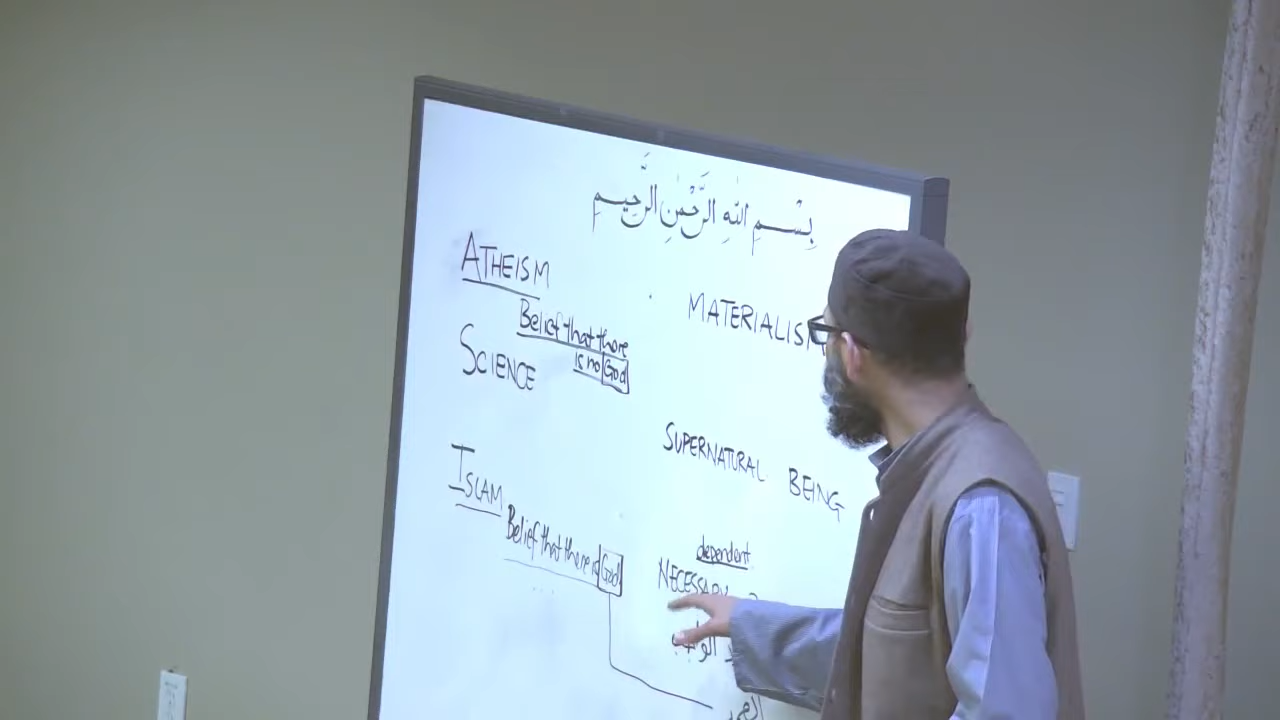 بِسْمِ اللهِ الرَّحْمٰنِ الرَّحِيمِ
ATHEISM
Belief that there
is no God
SCIENCE
MATERIALISM
SUPERNATURAL BEING
ISLAM
Belief that there is God
dependent
NECESSARY